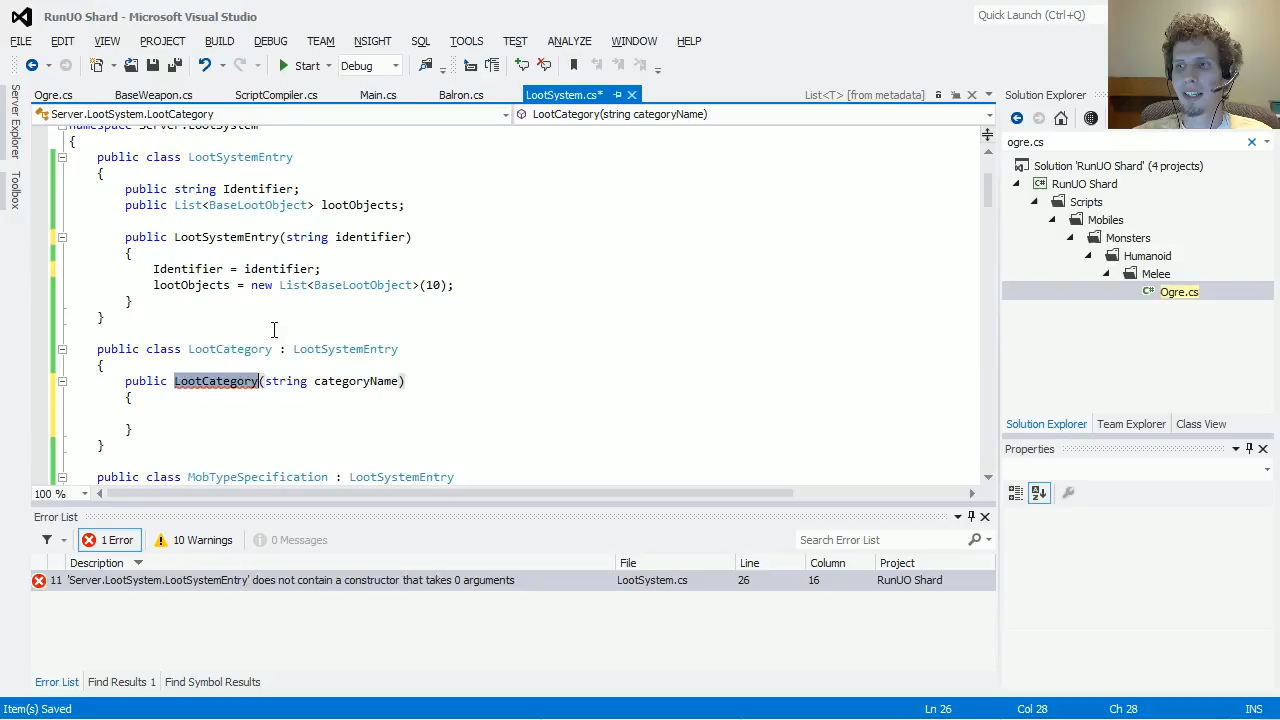 RunUO Shard - Microsoft Visual Studio
Quick Launch (Ctrl+Q)
FILE EDIT VIEW PROJECT BUILD DEBUG TEAM NSIGHT SQL TOOLS TEST ANALYZE WINDOW HELP
Start Debug
Server Explorer
Toolbox
Ogre.cs BaseWeapon.cs ScriptCompiler.cs Main.cs Balron.cs LootSystem.cs* List<T> [from metadata]
Server.LootSystem.LootCategory LootCategory(string categoryName)
namespace Server.LootSystem
{
public class LootSystemEntry
{
public string Identifier;
public List<BaseLootObject> lootObjects;
public LootSystemEntry(string identifier)
{
Identifier = identifier;
lootObjects = new List<BaseLootObject>(10);
}
}
public class LootCategory : LootSystemEntry
{
public LootCategory(string categoryName)
{
}
}
public class MobTypeSpecification : LootSystemEntry
100 %
Error List
1 Error 10 Warnings 0 Messages
Search Error List
Description File Line Column Project
11 'Server.LootSystem.LootSystemEntry' does not contain a constructor that takes 0 arguments LootSystem.cs 26 16 RunUO Shard
Error List Find Results 1 Find Symbol Results
Solution Explorer
ogre.cs
Solution 'RunUO Shard' (4 projects)
RunUO Shard
Scripts
Mobiles
Monsters
Humanoid
Melee
Ogre.cs
Solution Explorer Team Explorer Class View
Properties
Item(s) Saved Ln 26 Col 28 Ch 28 INS